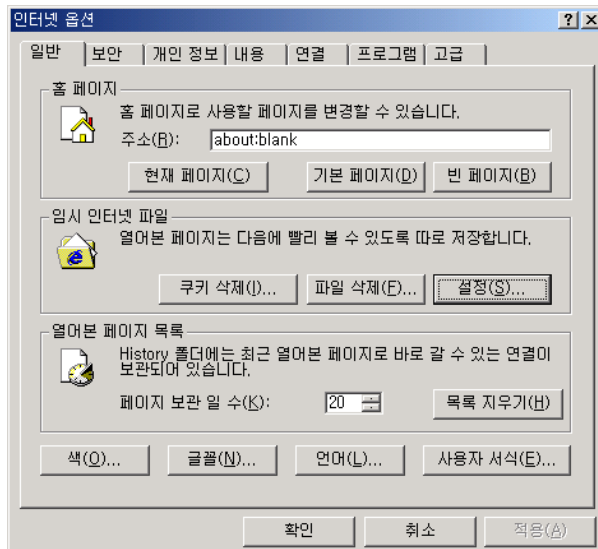 인터넷 옵션
일반 보안 개인 정보 내용 연결 프로그램 고급
홈 페이지
홈 페이지로 사용할 페이지를 변경할 수 있습니다.
주소(R): about:blank
현재 페이지(C) 기본 페이지(D) 빈 페이지(B)
임시 인터넷 파일
열어본 페이지는 다음에 빨리 볼 수 있도록 따로 저장합니다.
쿠키 삭제(I)... 파일 삭제(F)... 설정(S)...
열어본 페이지 목록
History 폴더에는 최근 열어본 페이지로 바로 갈 수 있는 연결이
보관되어 있습니다.
페이지 보관 일 수(K): 20 목록 지우기(H)
색(O)... 글꼴(N)... 언어(L)... 사용자 서식(E)...
확인 취소 적용(A)